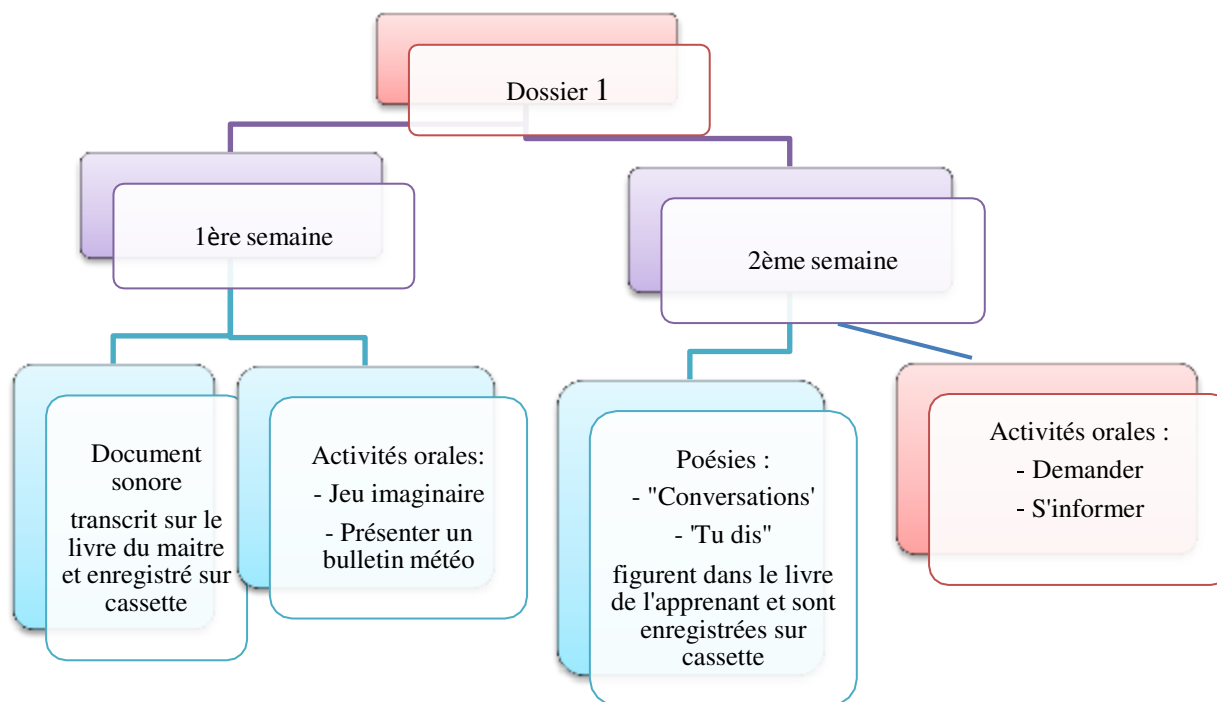 Dossier 1
1ère semaine
2ème semaine
Document
sonore
transcrit sur le
livre du maitre
et enregistré sur
cassette
Activités orales:
- Jeu imaginaire
- Présenter un
bulletin météo
Poésies :
- "Conversations'
- 'Tu dis"
figurent dans le livre
de l'apprenant et sont
enregistrées sur
cassette
Activités orales :
- Demander
- S'informer